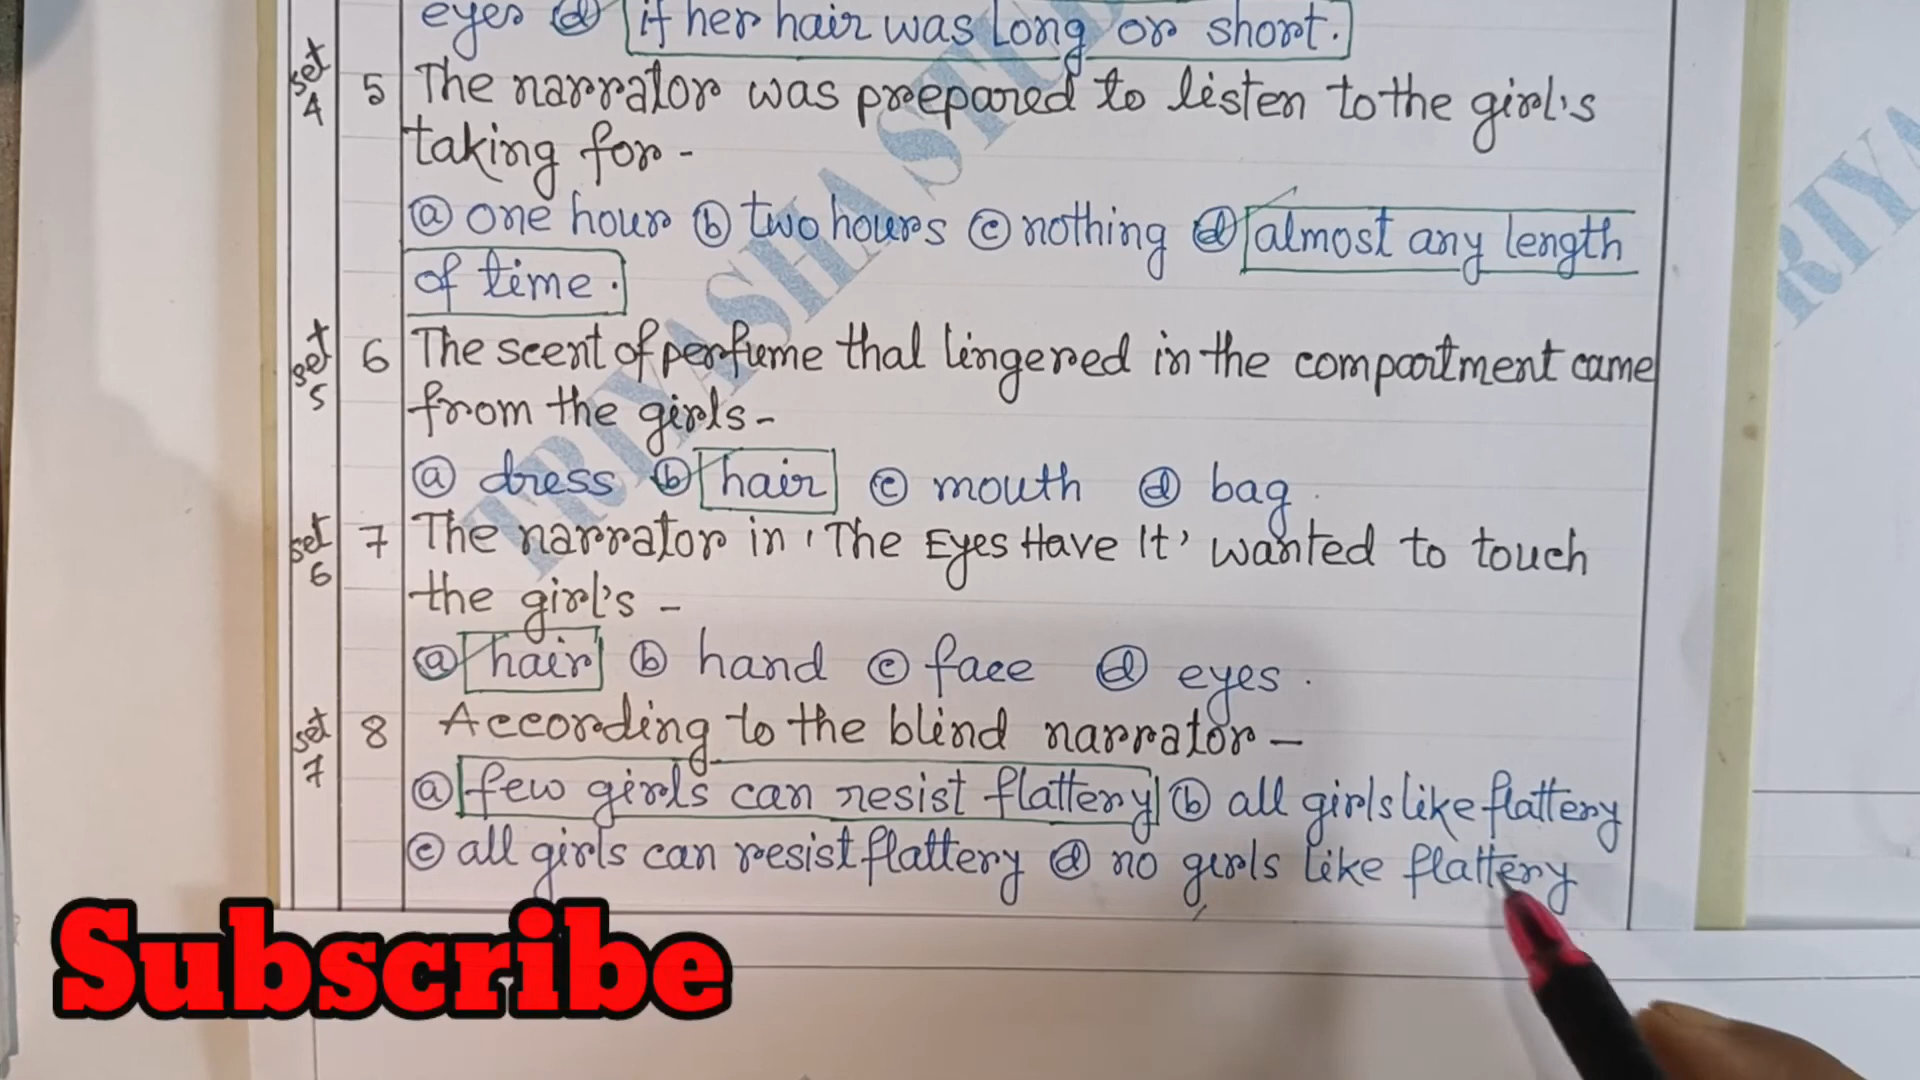 eyes ⓓ if her hair was long or short.
set 4 5 The narrator was prepared to listen to the girl's
taking for -
ⓐ one hour ⓑ two hours ⓒ nothing ⓓ almost any length
of time.
set 5 6 The scent of perfume that lingered in the compartment came
from the girls -
ⓐ dress ⓑ hair ⓒ mouth ⓓ bag
set 6 7 The narrator in 'The Eyes Have It' wanted to touch
the girl's -
ⓐ hair ⓑ hand ⓒ face ⓓ eyes.
set 7 8 According to the blind narrator -
ⓐ few girls can resist flattery ⓑ all girls like flattery
ⓒ all girls can resist flattery ⓓ no girls like flattery
Subscribe
TRIYASHA STU
RIYA